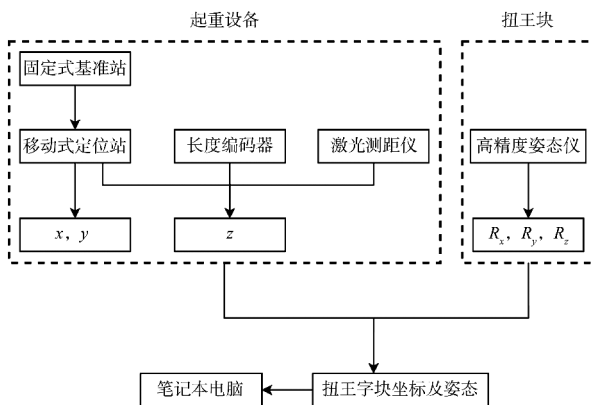 起重设备
扭王块
固定式基准站
移动式定位站
长度编码器
激光测距仪
高精度姿态仪
x，y
z
Rx，Ry，Rz
笔记本电脑
扭王字块坐标及姿态